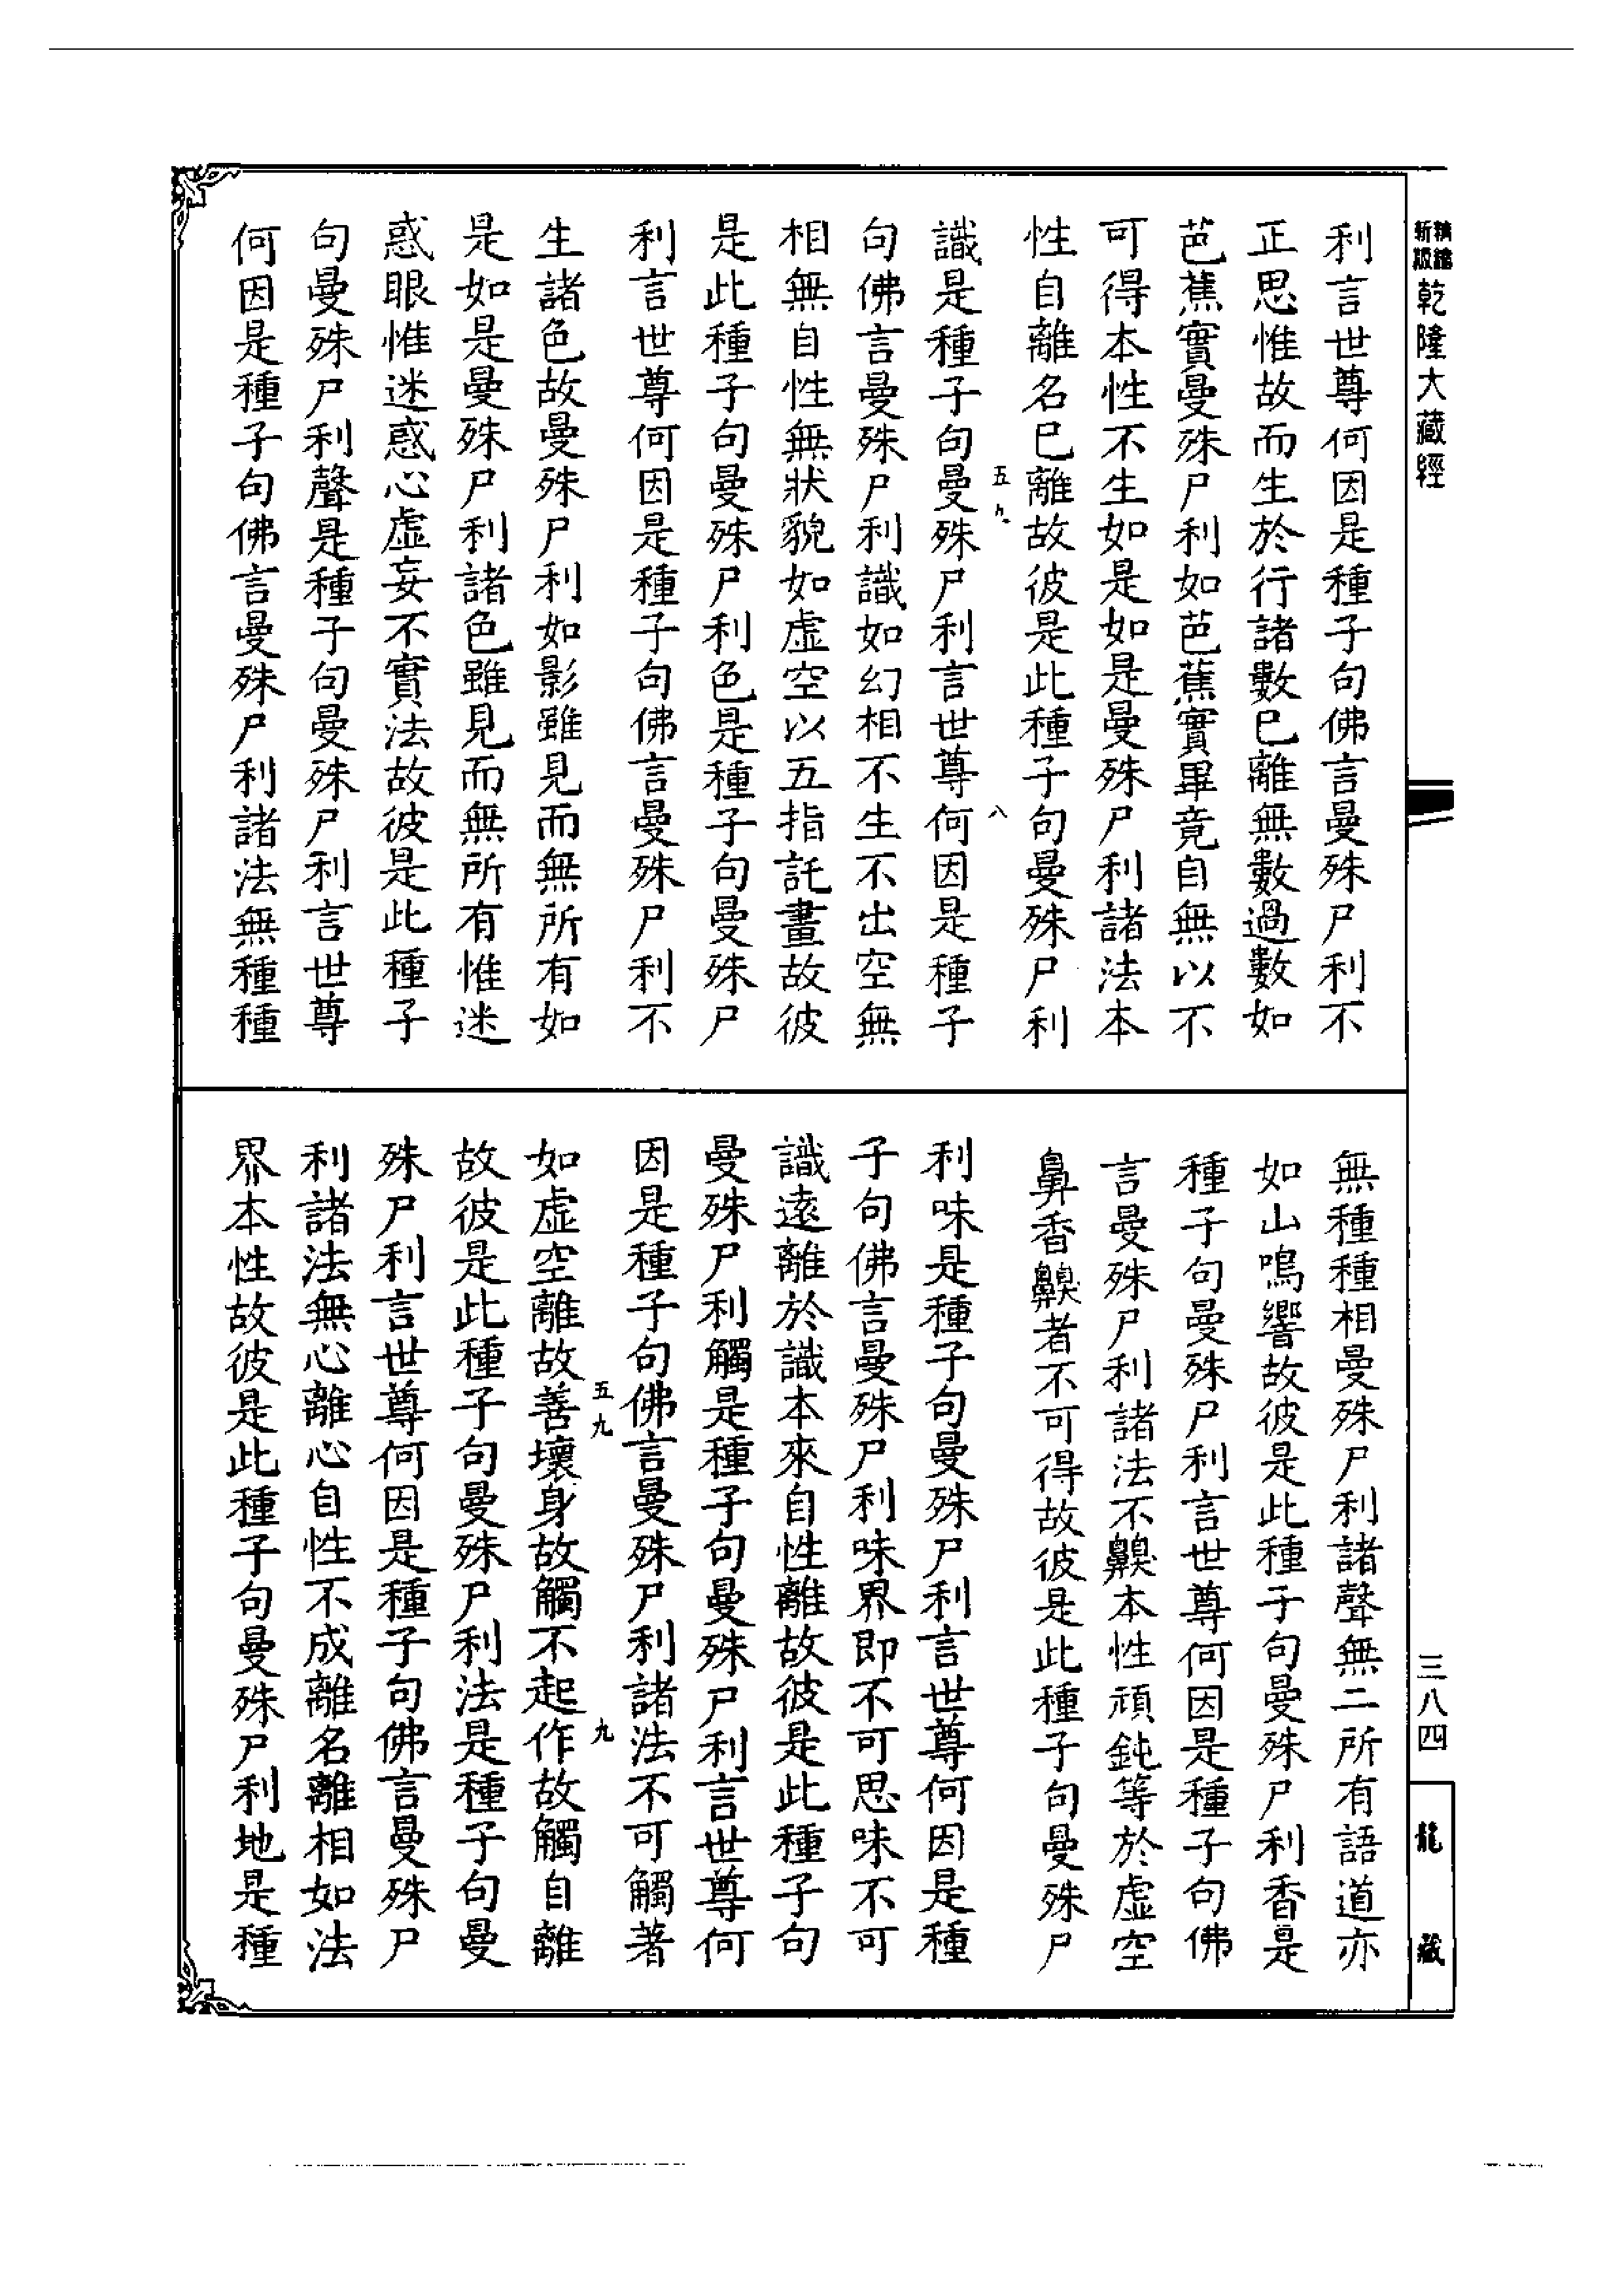 精縮新版乾隆大藏經
利言世尊何因是種子句佛言曼殊尸利不
正思惟故而生於行諸數已離無數過數如
芭蕉實曼殊尸利如芭蕉實畢竟自無以不
可得本性不生如是如是曼殊尸利諸法本
性自離名已離故彼是此種子句曼殊尸利
五九 八
識是種子句曼殊尸利言世尊何因是種子
句佛言曼殊尸利識如幻相不生不出空無
相無自性無狀貌如虛空以五指託畫故彼
是此種子句曼殊尸利色是種子句曼殊尸
利言世尊何因是種子句佛言曼殊尸利不
生諸色故曼殊尸利如影雖見而無所有如
是如是曼殊尸利諸色雖見而無所有惟迷
惑眼惟迷惑心虛妄不實法故彼是此種子
句曼殊尸利聲是種子句曼殊尸利言世尊
何因是種子句佛言曼殊尸利諸法無種種
無種種相曼殊尸利諸聲無二所有語道亦
如山鳴響故彼是此種子句曼殊尸利香是
種子句曼殊尸利言世尊何因是種子句佛
言曼殊尸利諸法不齅本性頑鈍等於虛空
鼻香齅者不可得故彼是此種子句曼殊尸
利味是種子句曼殊尸利言世尊何因是種
子句佛言曼殊尸利味界即不可思味不可
識遠離於識本來自性離故彼是此種子句
曼殊尸利觸是種子句曼殊尸利言世尊何
因是種子句佛言曼殊尸利諸法不可觸著
五九 九
如虛空離故善壞身故觸不起作故觸自離
故彼是此種子句曼殊尸利法是種子句曼
殊尸利言世尊何因是種子句佛言曼殊尸
利諸法無心離心自性不成離名離相如法
界本性故彼是此種子句曼殊尸利地是種
三八四
龍藏